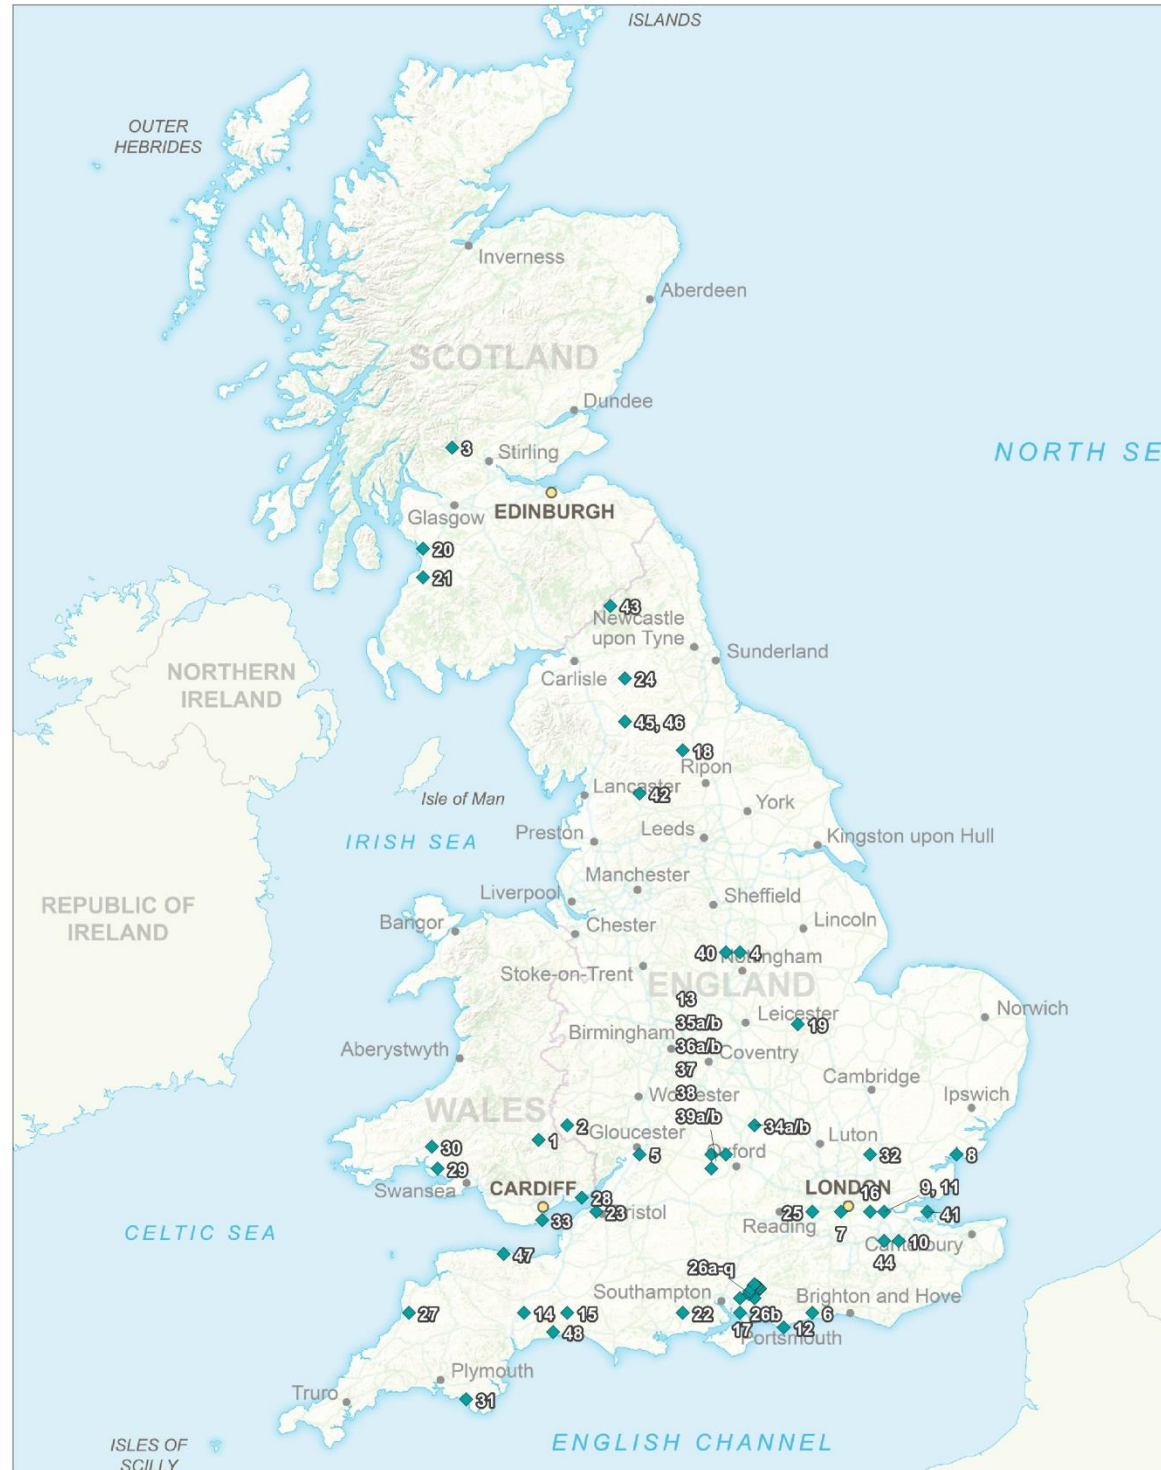 ISLANDS
OUTER
HEBRIDES
Inverness
Aberdeen
SCOTLAND
Dundee
3
Stirling
NORTH SE
EDINBURGH
Glasgow
20
21
43
Newcastle
upon Tyne
Sunderland
NORTHERN
IRELAND
Carlisle
24
45, 46
18
Ripon
Lancaster
42
Isle of Man
York
IRISH SEA
Preston
Leeds
Kingston upon Hull
Manchester
Liverpool
Sheffield
REPUBLIC OF
IRELAND
Bangor
Chester
Lincoln
40
4
Nottingham
Stoke-on-Trent
ENGLAND
13
35a/b
36a/b
37
38
39a/b
Norwich
Leicester
19
Birmingham
Coventry
Aberystwyth
Cambridge
Worcester
Ipswich
WALES
2
34a/b
1
Gloucester
Luton
30
5
Oxford
32
8
29
Swansea
CARDIFF
LONDON
28
16
9, 11
23
Bristol
25
41
33
Reading
7
CELTIC SEA
10
Canterbury
44
47
26a-q
Southampton
Brighton and Hove
27
14
15
22
26b
6
48
17
12
Portsmouth
Plymouth
Truro
31
ISLES OF
SCILLY
ENGLISH CHANNEL